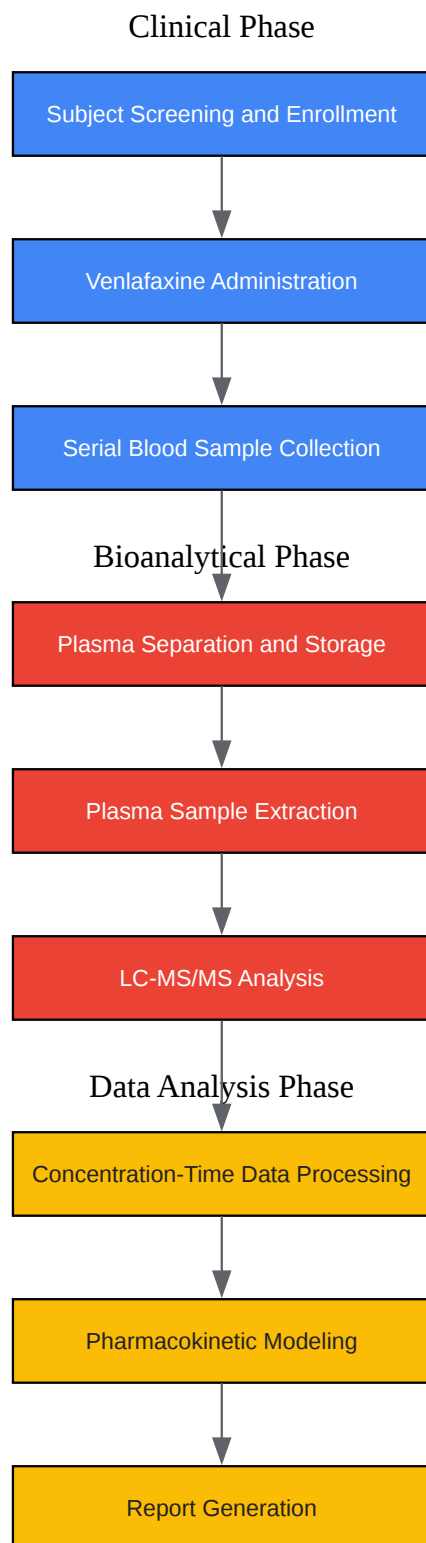 Clinical Phase
Subject Screening and Enrollment
Venlafaxine Administration
Serial Blood Sample Collection
Bioanalytical Phase
Plasma Separation and Storage
Plasma Sample Extraction
LC-MS/MS Analysis
Data Analysis Phase
Concentration-Time Data Processing
Pharmacokinetic Modeling
Report Generation